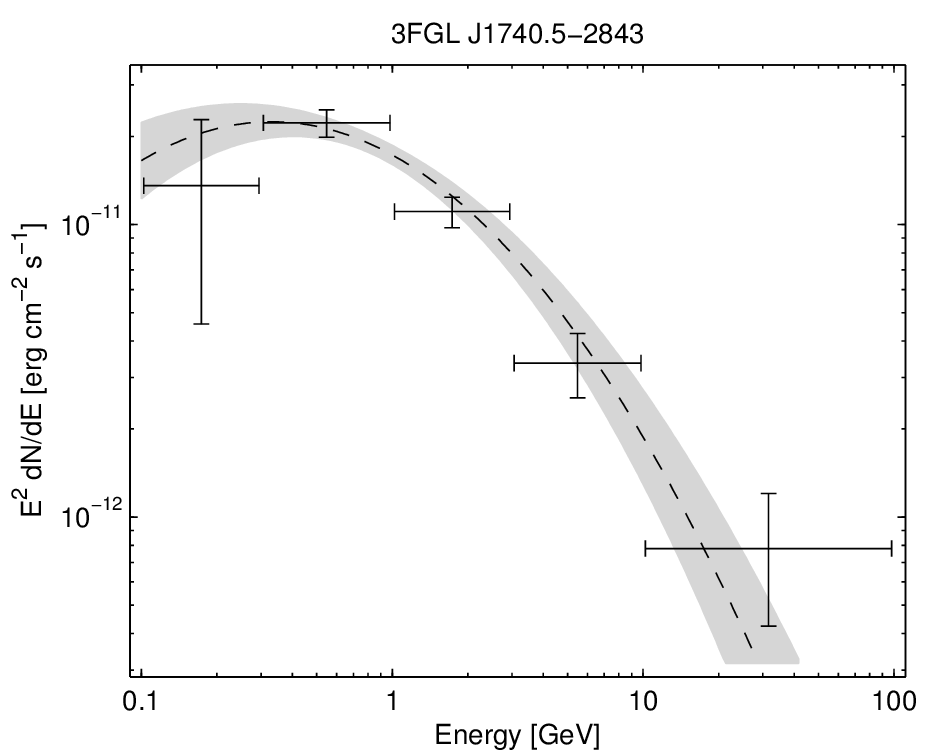 3FGL J1740.5−2843
E² dN/dE [erg cm⁻² s⁻¹]
10⁻¹¹
10⁻¹²
0.1 1 10 100
Energy [GeV]